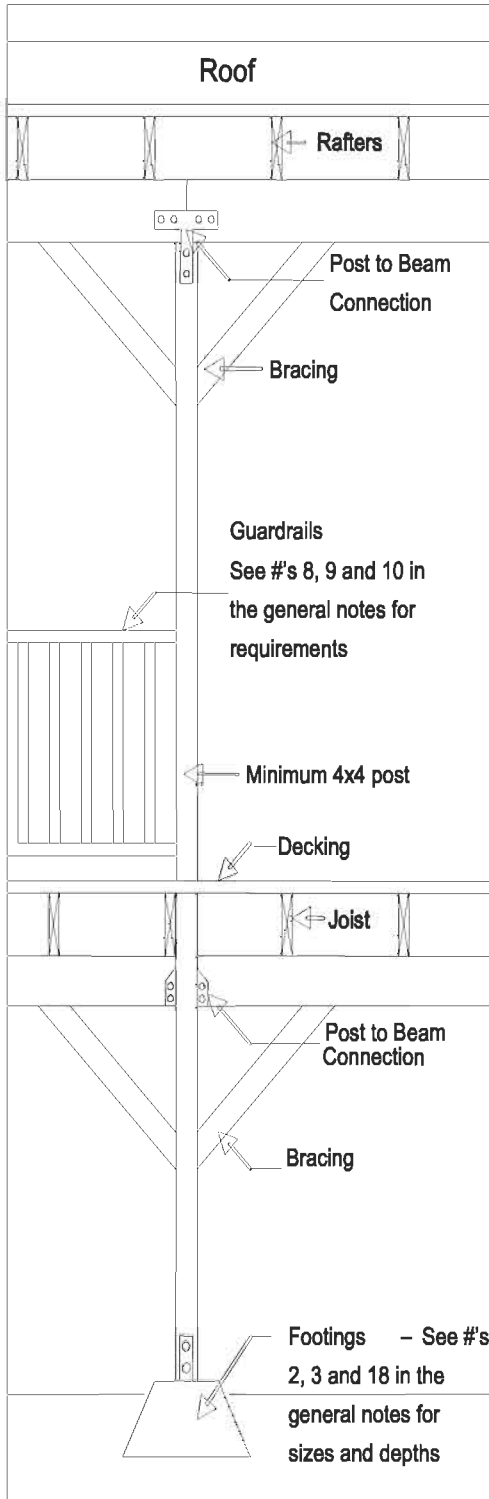 Roof
Rafters
Post to Beam
Connection
Bracing
Guardrails
See #'s 8, 9 and 10 in
the general notes for
requirements
Minimum 4x4 post
Decking
Joist
Post to Beam
Connection
Bracing
Footings – See #'s
2, 3 and 18 in the
general notes for
sizes and depths